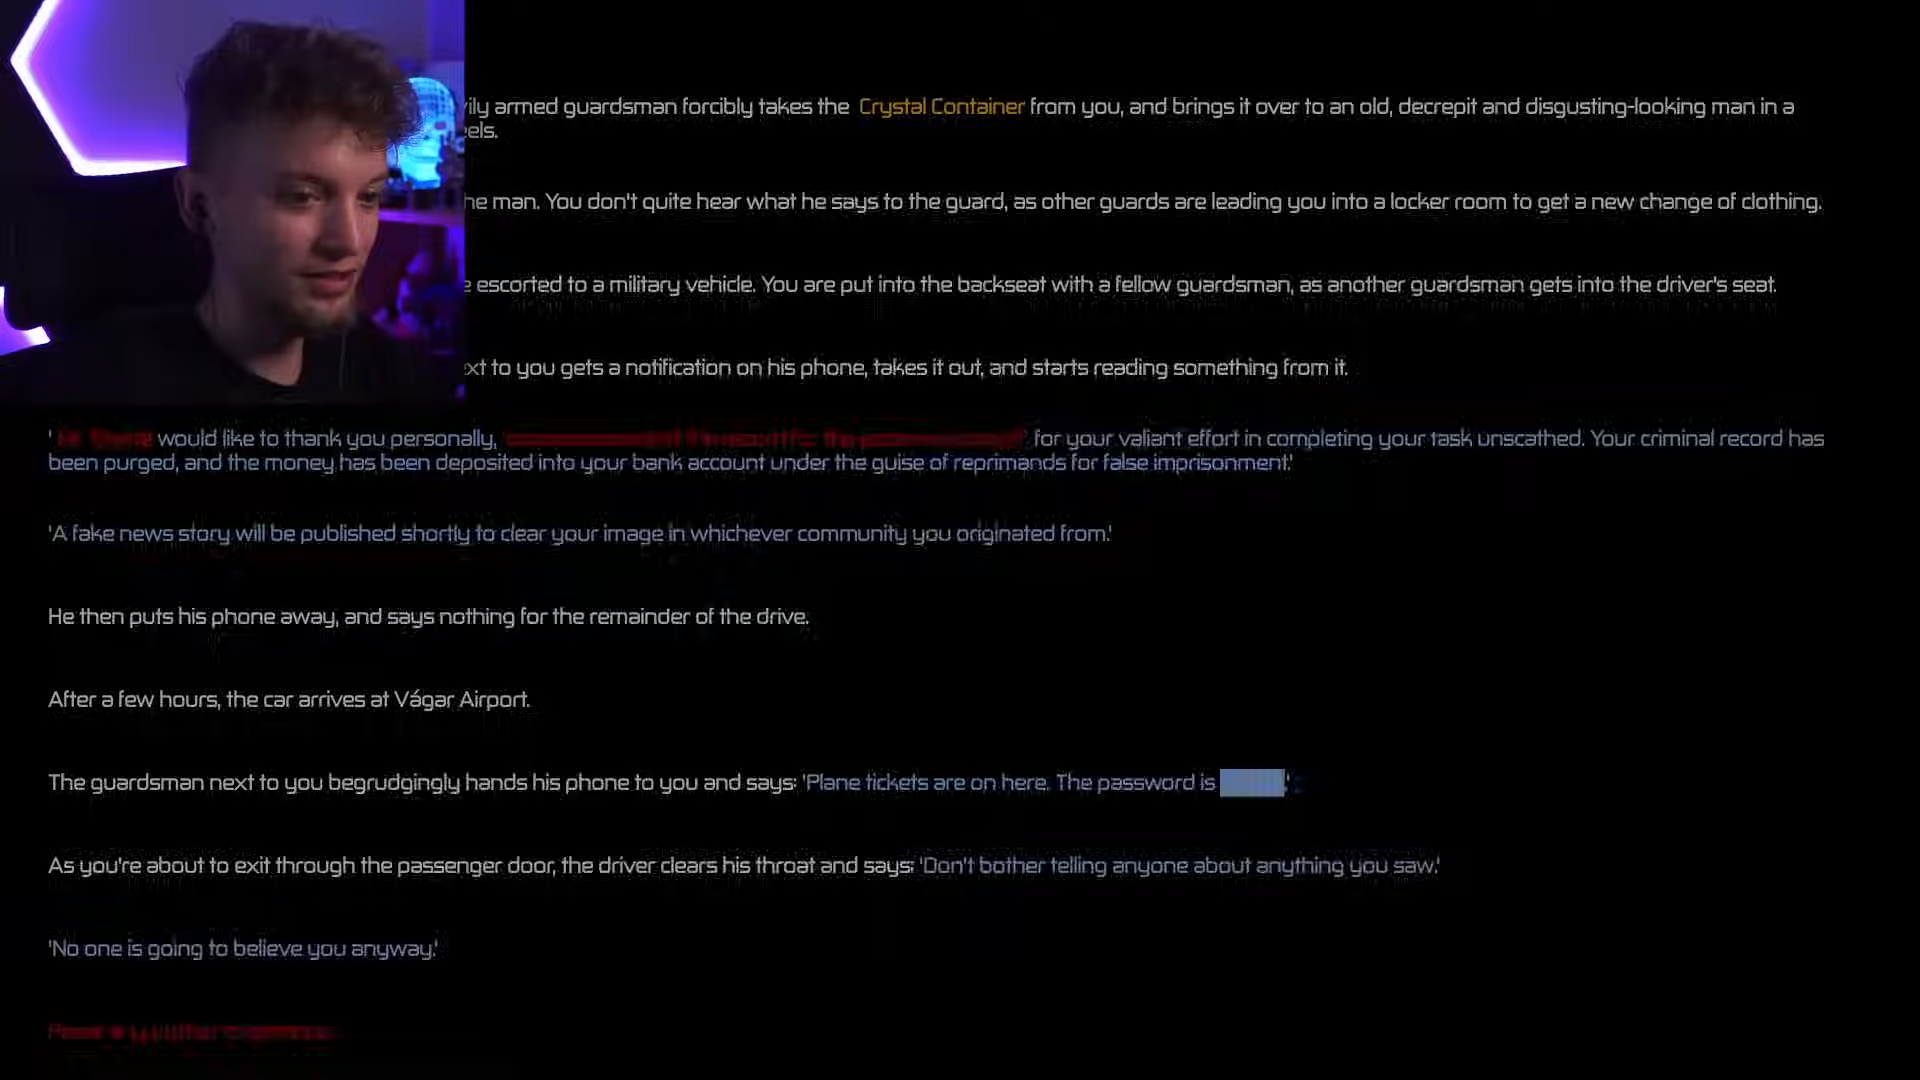 ily armed guardsman forcibly takes the Crystal Container from you, and brings it over to an old, decrepit and disgusting-looking man in a
eels.
he man. You don't quite hear what he says to the guard, as other guards are leading you into a locker room to get a new change of clothing.
e escorted to a military vehicle. You are put into the backseat with a fellow guardsman, as another guardsman gets into the driver's seat.
xt to you gets a notification on his phone, takes it out, and starts reading something from it.
' would like to thank you personally, for your valiant effort in completing your task unscathed. Your criminal record has
been purged, and the money has been deposited into your bank account under the guise of reprimands for false imprisonment.'
'A fake news story will be published shortly to clear your image in whichever community you originated from.'
He then puts his phone away, and says nothing for the remainder of the drive.
After a few hours, the car arrives at Vágar Airport.
The guardsman next to you begrudgingly hands his phone to you and says: 'Plane tickets are on here. The password is .'
As you're about to exit through the passenger door, the driver clears his throat and says: 'Don't bother telling anyone about anything you saw.'
'No one is going to believe you anyway.'